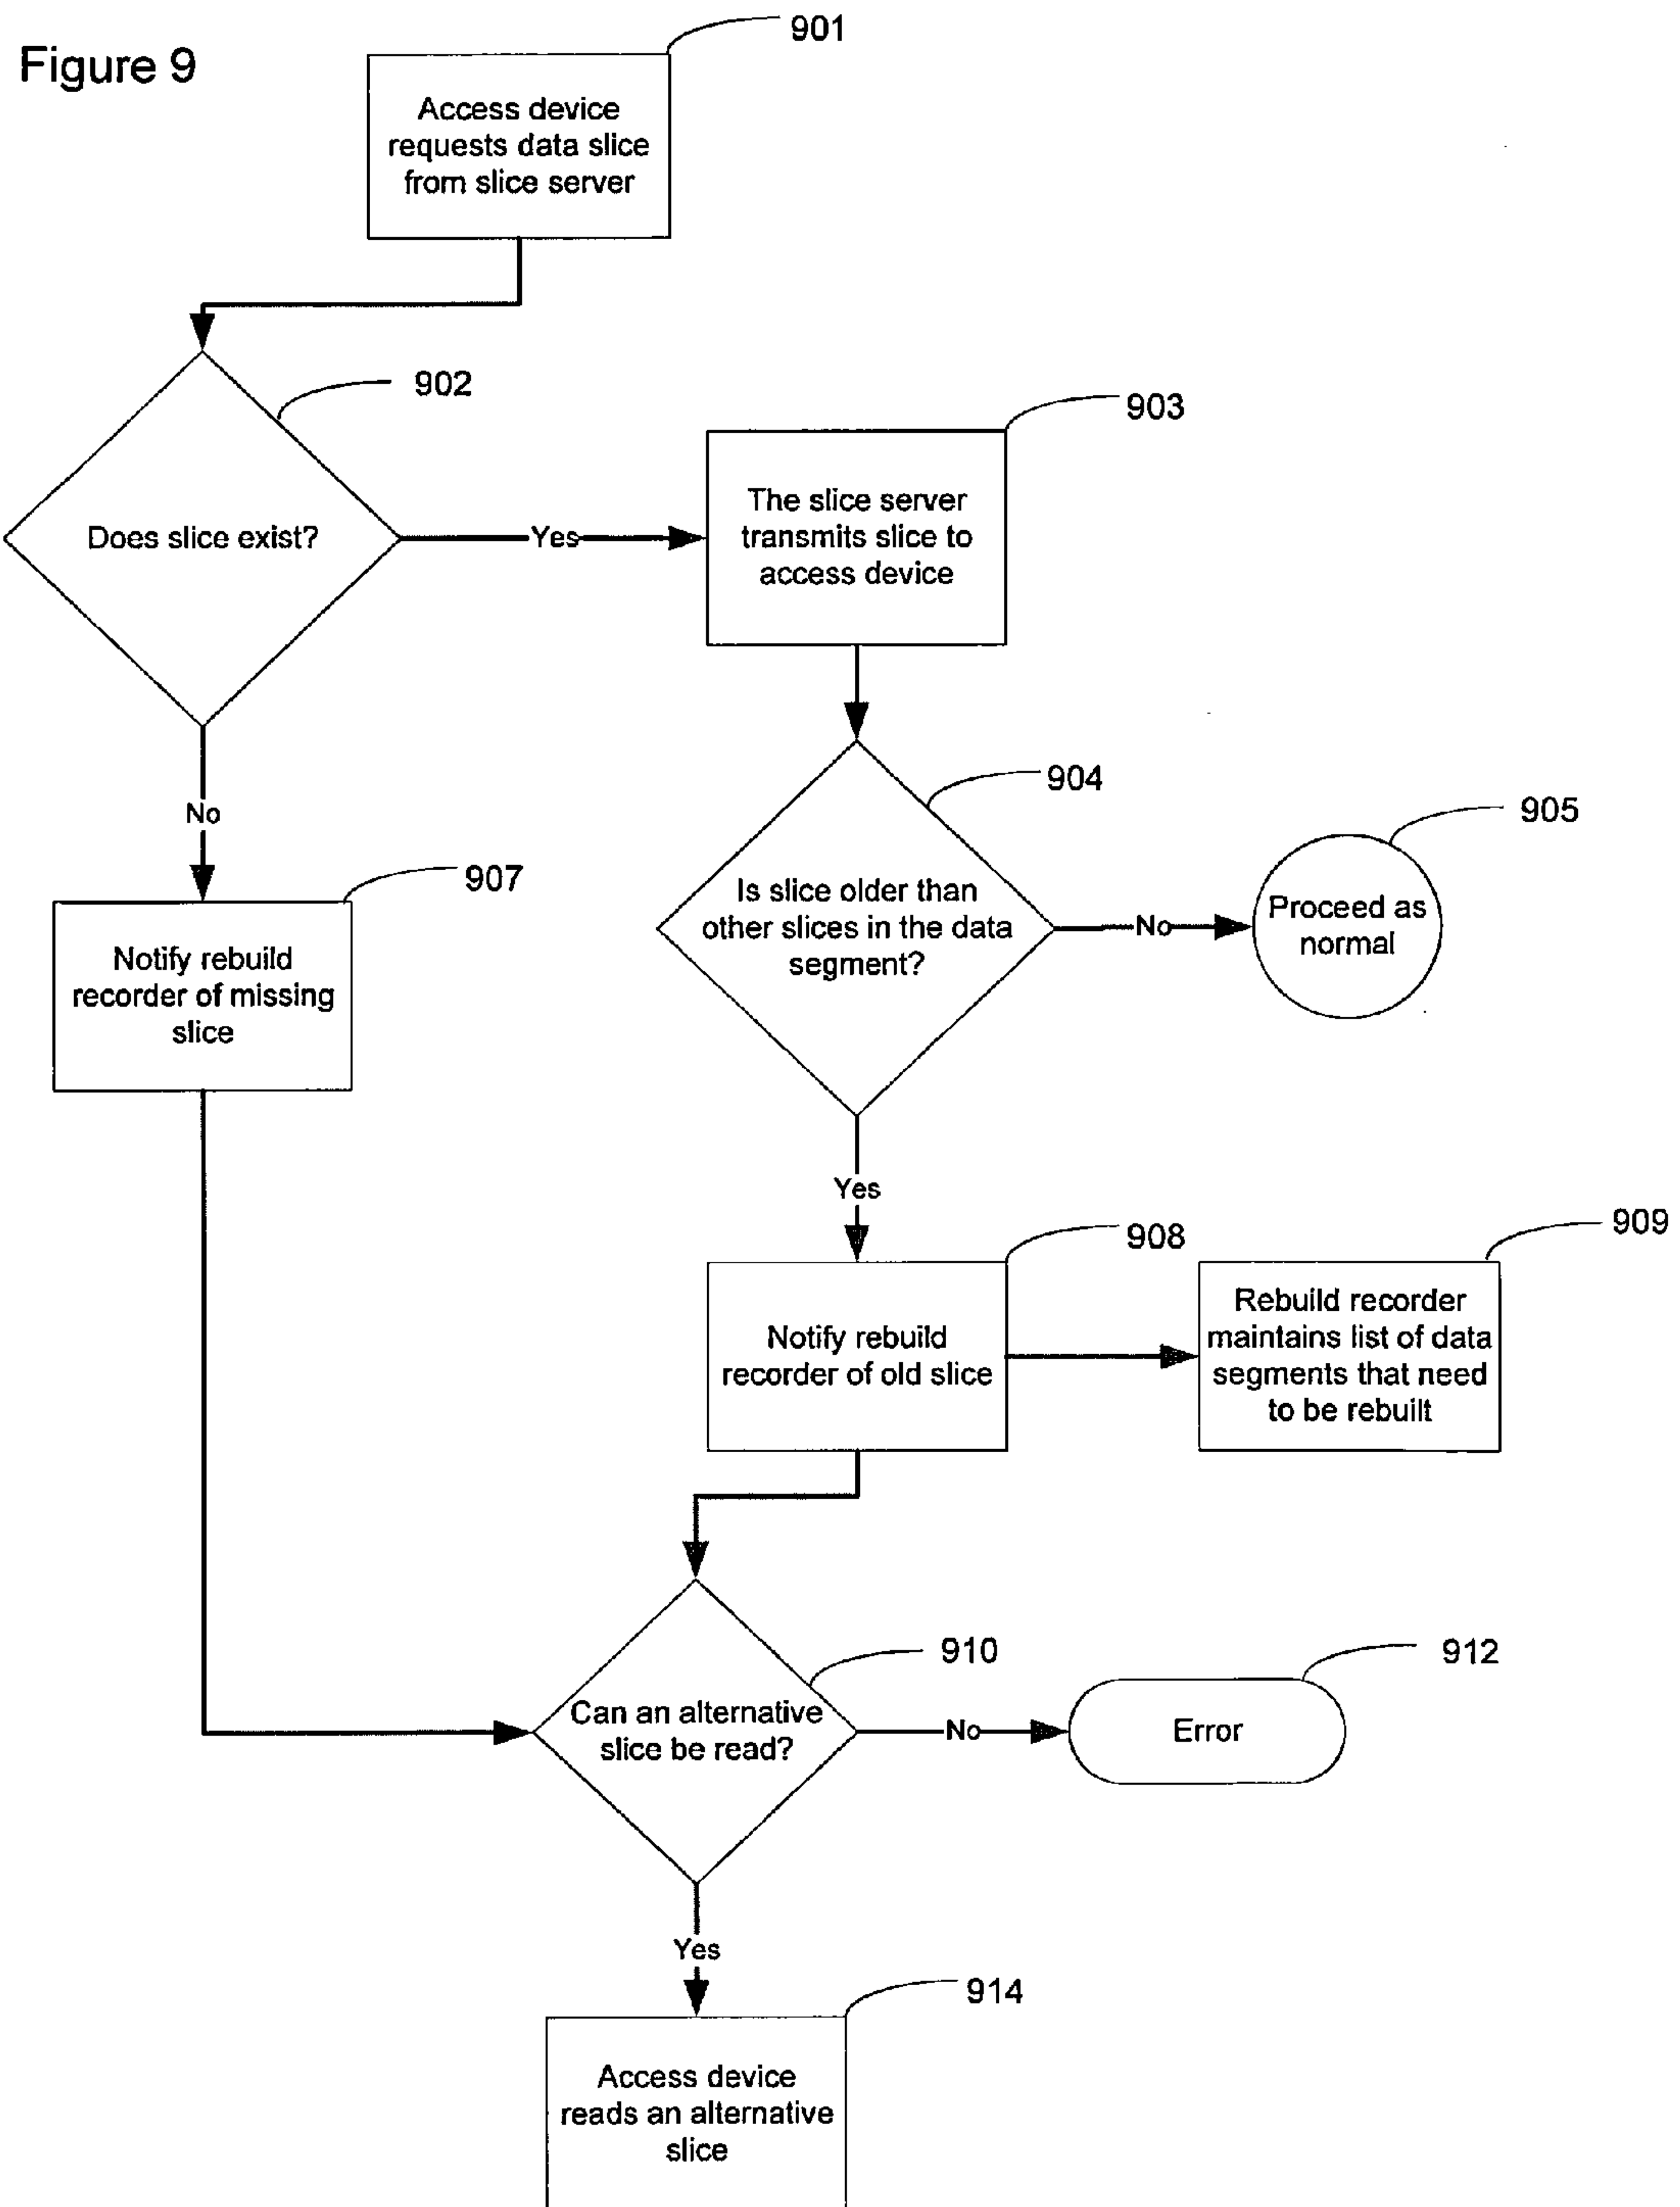 Figure 9
901
Access device
requests data slice
from slice server
902
Does slice exist?
Yes
903
The slice server
transmits slice to
access device
No
904
Is slice older than
other slices in the data
segment?
No
905
Proceed as
normal
907
Notify rebuild
recorder of missing
slice
Yes
908
Notify rebuild
recorder of old slice
909
Rebuild recorder
maintains list of data
segments that need
to be rebuilt
910
Can an alternative
slice be read?
No
912
Error
Yes
914
Access device
reads an alternative
slice